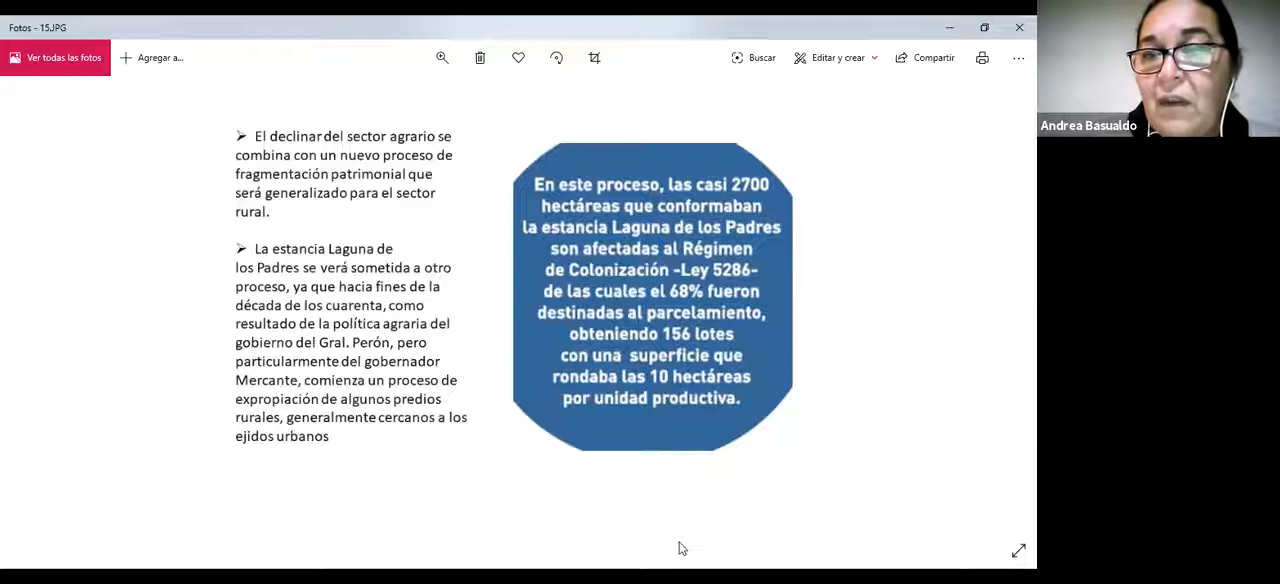 Fotos - 15.JPG
Ver todas las fotos
Agregar a...
Buscar
Editar y crear
Compartir
Andrea Basualdo
➢ El declinar del sector agrario se
combina con un nuevo proceso de
fragmentación patrimonial que
será generalizado para el sector
rural.
➢ La estancia Laguna de
los Padres se verá sometida a otro
proceso, ya que hacia fines de la
década de los cuarenta, como
resultado de la política agraria del
gobierno del Gral. Perón, pero
particularmente del gobernador
Mercante, comienza un proceso de
expropiación de algunos predios
rurales, generalmente cercanos a los
ejidos urbanos
En este proceso, las casi 2700
hectáreas que conformaban
la estancia Laguna de los Padres
son afectadas al Régimen
de Colonización -Ley 5286-
de las cuales el 68% fueron
destinadas al parcelamiento,
obteniendo 156 lotes
con una superficie que
rondaba las 10 hectáreas
por unidad productiva.